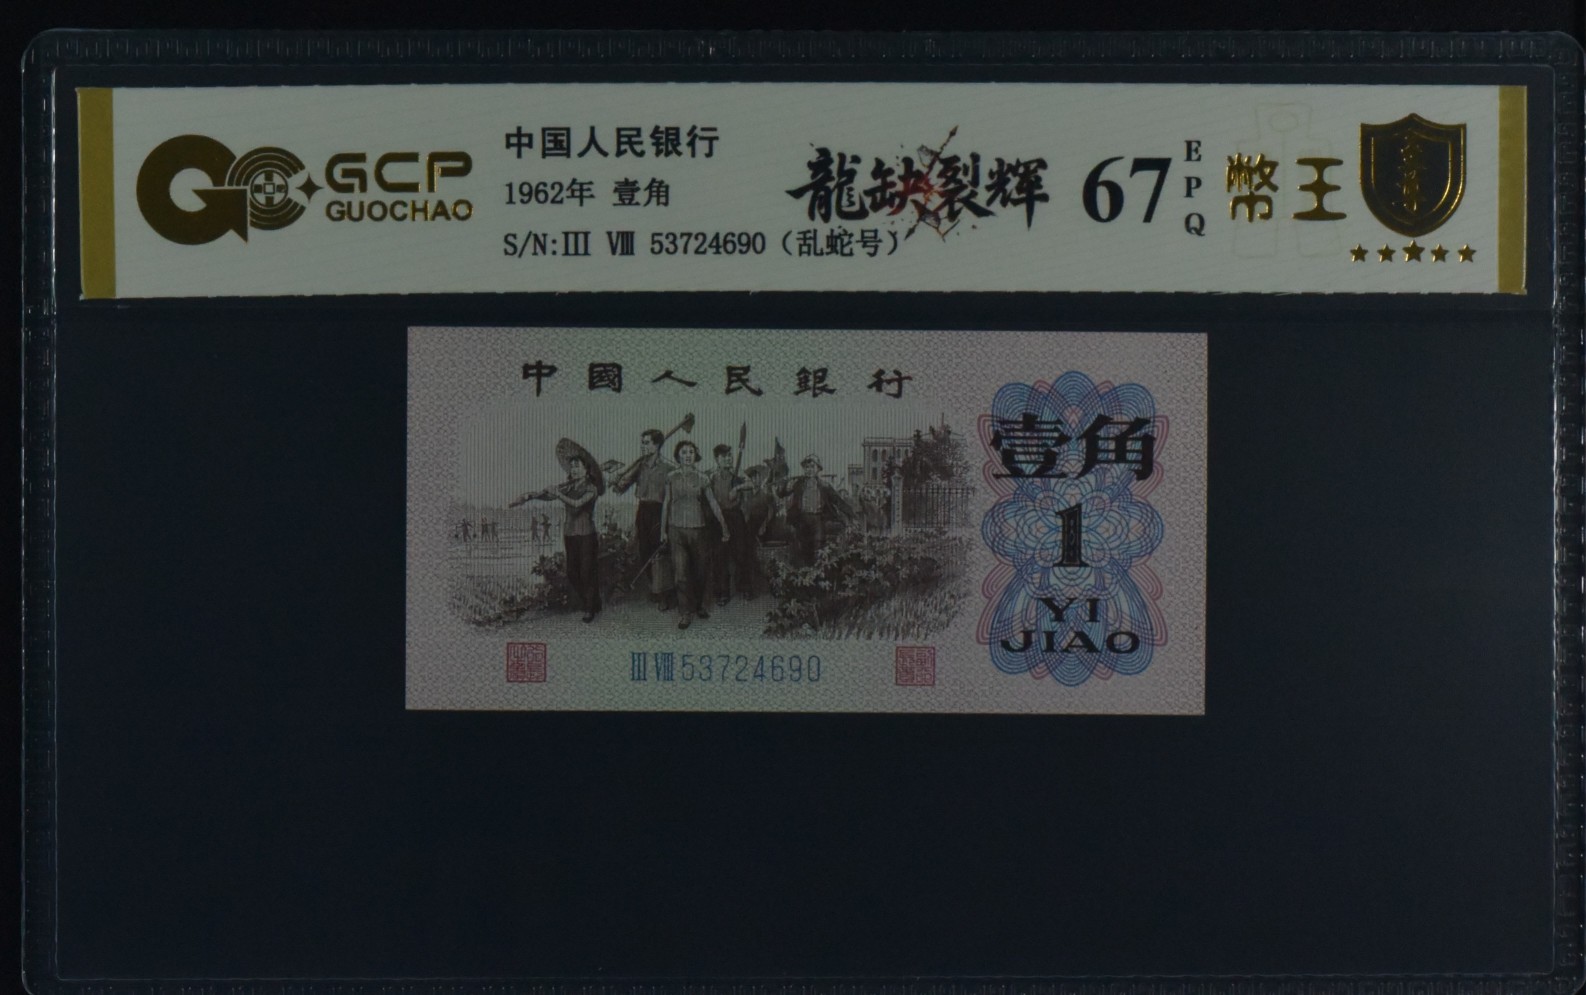 GCP
GUOCHAO
中国人民银行
1962年 壹角
S/N:III VIII 53724690（乱蛇号）
龍缺裂輝
67
EPQ
幣王
中國人民銀行
壹角
1
YI
JIAO
III VIII 53724690